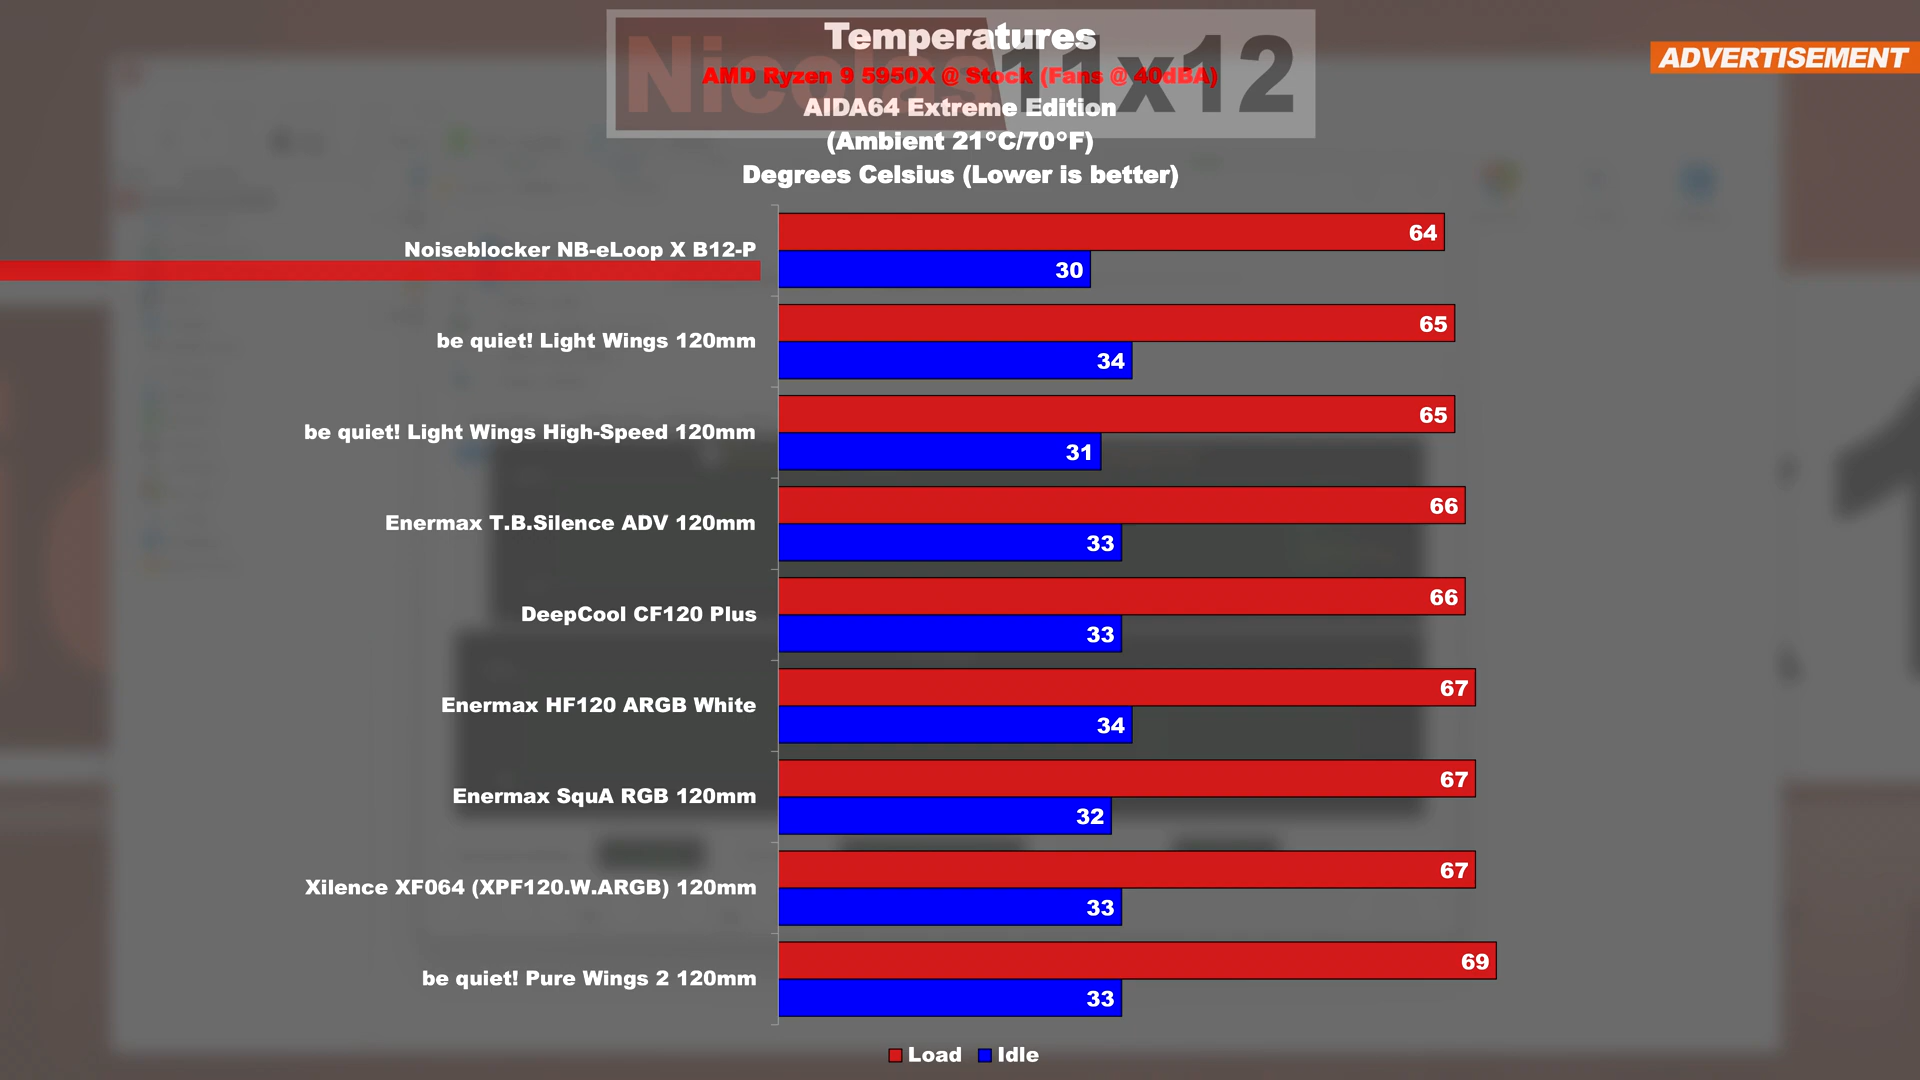 Nicolas11x12
Temperatures
ADVERTISEMENT
AMD Ryzen 9 5950X @ Stock (Fans @ 40dBA)
AIDA64 Extreme Edition
(Ambient 21°C/70°F)
Degrees Celsius (Lower is better)
Noiseblocker NB-eLoop X B12-P
64
30
be quiet! Light Wings 120mm
65
34
be quiet! Light Wings High-Speed 120mm
65
31
Enermax T.B.Silence ADV 120mm
66
33
DeepCool CF120 Plus
66
33
Enermax HF120 ARGB White
67
34
Enermax SquA RGB 120mm
67
32
Xilence XF064 (XPF120.W.ARGB) 120mm
67
33
be quiet! Pure Wings 2 120mm
69
33
Load Idle